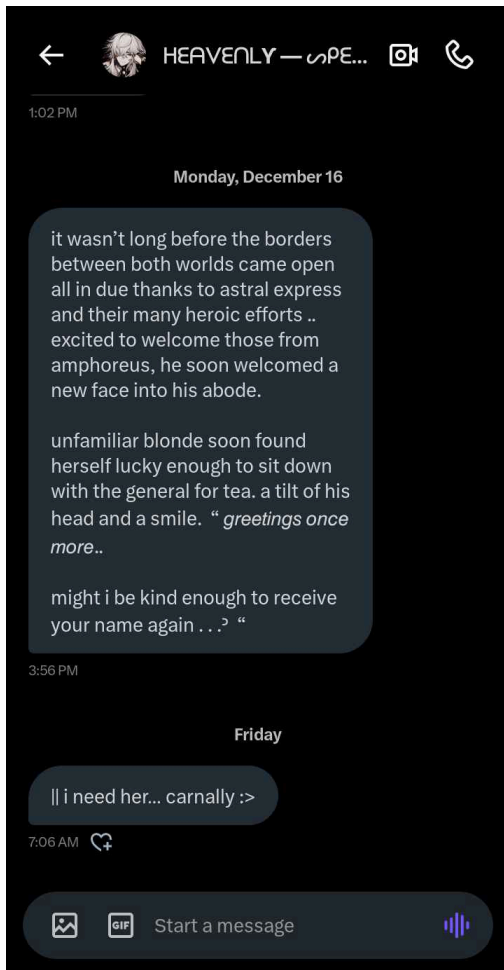 HEAVENLY — ᔕPE...
1:02 PM
Monday, December 16
it wasn’t long before the borders
between both worlds came open
all in due thanks to astral express
and their many heroic efforts ..
excited to welcome those from
amphoreus, he soon welcomed a
new face into his abode.
unfamiliar blonde soon found
herself lucky enough to sit down
with the general for tea. a tilt of his
head and a smile. “ greetings once
more..
might i be kind enough to receive
your name again . . .? “
3:56 PM
Friday
|| i need her... carnally :>
7:06 AM
GIF
Start a message